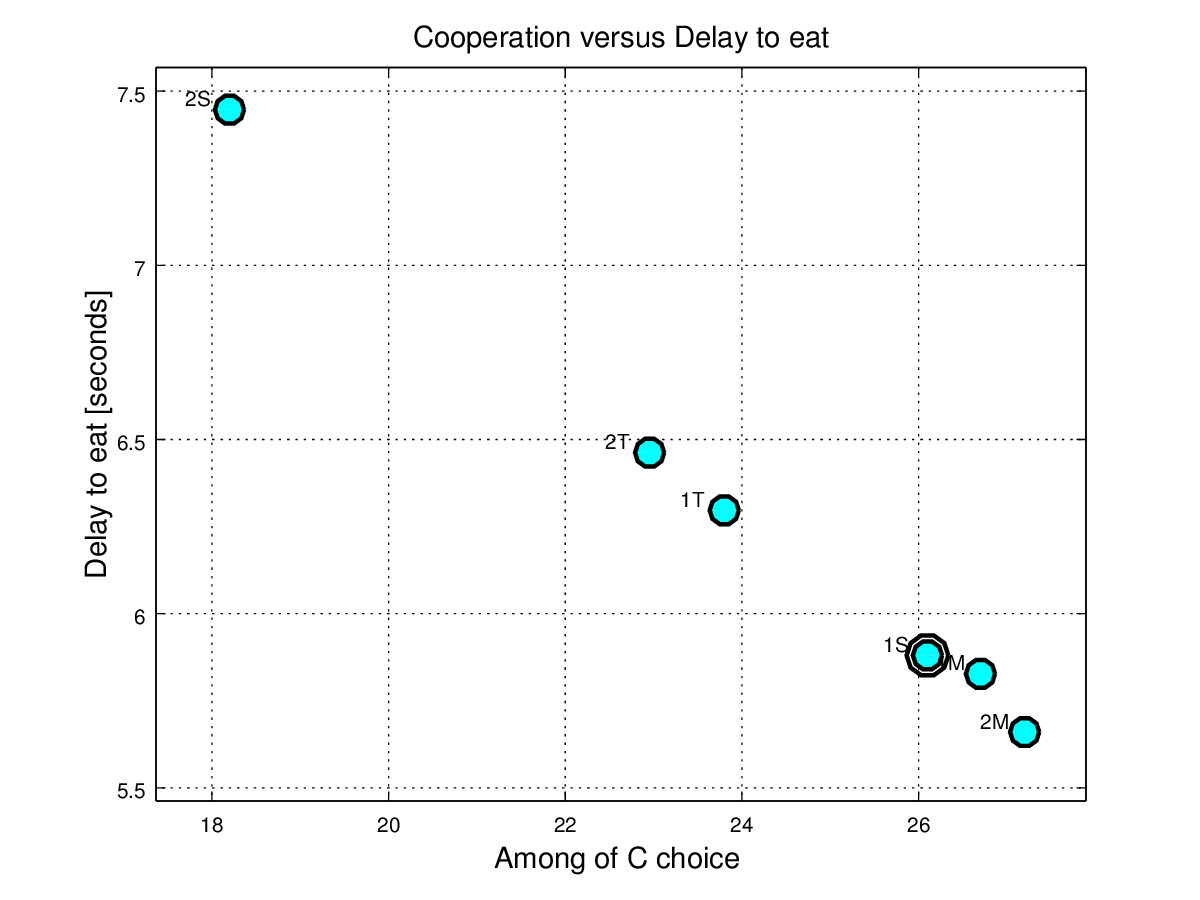 Cooperation versus Delay to eat
7.5
2S
7
6.5
2T
1T
6
1S
M
2M
5.5
18 20 22 24 26
Among of C choice
Delay to eat [seconds]